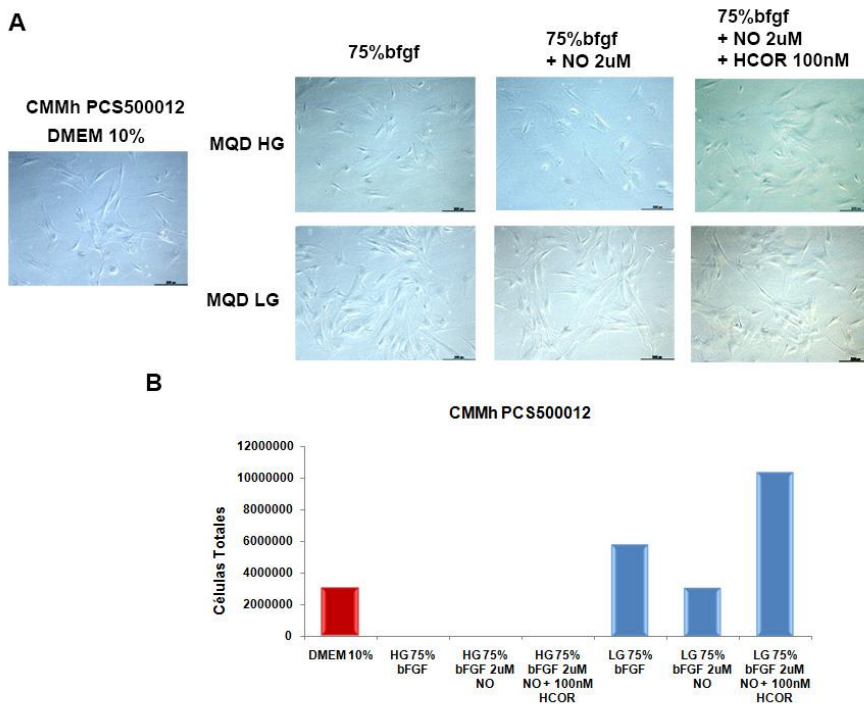 A
CMMh PCS500012
DMEM 10%
75%bfgf
75%bfgf
+ NO 2uM
75%bfgf
+ NO 2uM
+ HCOR 100nM
MQD HG
MQD LG
B
CMMh PCS500012
Células Totales
12000000
10000000
8000000
6000000
4000000
2000000
0
DMEM 10%
HG 75%
bFGF
HG 75%
bFGF 2uM
NO
HG 75%
bFGF 2uM
NO + 100nM
HCOR
LG 75%
bFGF
LG 75%
bFGF 2uM
NO
LG 75%
bFGF 2uM
NO + 100nM
HCOR